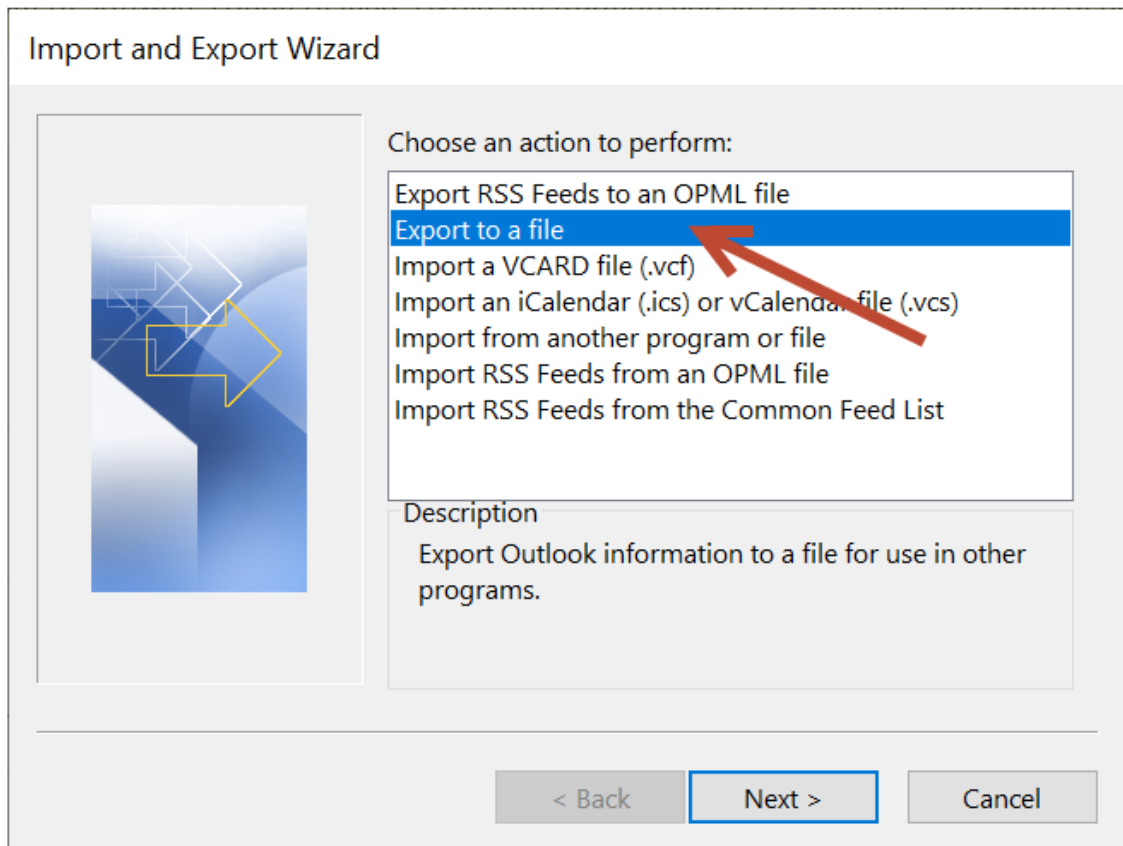 Import and Export Wizard
Choose an action to perform:
Export RSS Feeds to an OPML file
Export to a file
Import a VCARD file (.vcf)
Import an iCalendar (.ics) or vCalendar file (.vcs)
Import from another program or file
Import RSS Feeds from an OPML file
Import RSS Feeds from the Common Feed List
Description
Export Outlook information to a file for use in other
programs.
< Back
Next >
Cancel